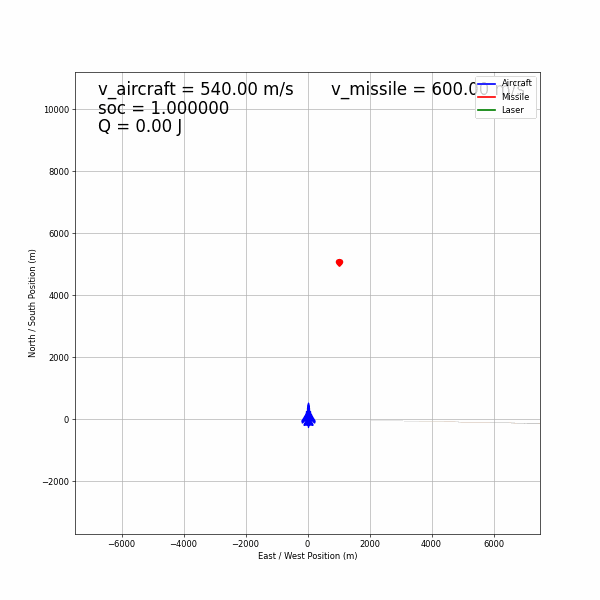 v_aircraft = 540.00 m/s
v_missile = 600.00 m/s
soc = 1.000000
Q = 0.00 J
Aircraft
Missile
Laser
10000
8000
6000
4000
2000
0
−2000
−6000
−4000
−2000
0
2000
4000
6000
North / South Position (m)
East / West Position (m)